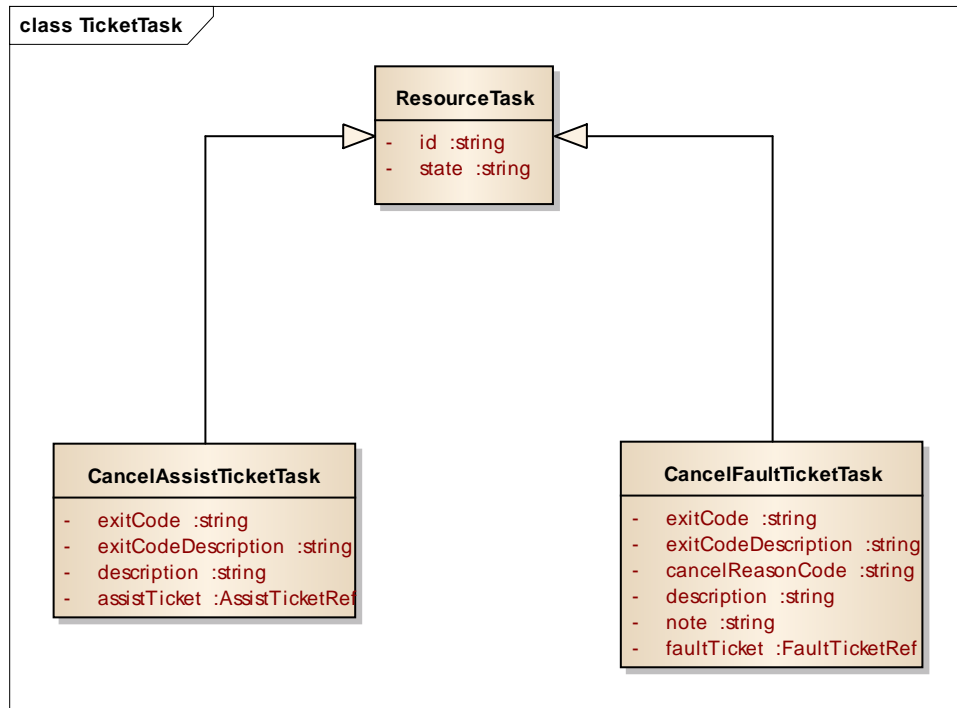 class TicketTask
ResourceTask
- id :string
- state :string
CancelAssistTicketTask
- exitCode :string
- exitCodeDescription :string
- description :string
- assistTicket :AssistTicketRef
CancelFaultTicketTask
- exitCode :string
- exitCodeDescription :string
- cancelReasonCode :string
- description :string
- note :string
- faultTicket :FaultTicketRef